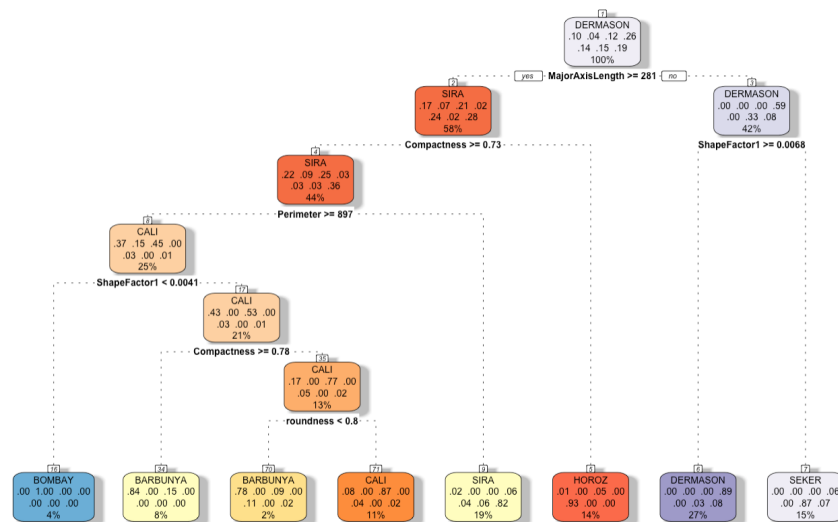 1
DERMASON
.10 .04 .12 .26
.14 .15 .19
100%
yes MajorAxisLength >= 281 no
2
SIRA
.17 .07 .21 .02
.24 .02 .28
58%
Compactness >= 0.73
3
DERMASON
.00 .00 .00 .59
.00 .33 .08
42%
ShapeFactor1 >= 0.0068
4
SIRA
.22 .09 .25 .03
.03 .03 .36
44%
Perimeter >= 897
8
CALI
.37 .15 .45 .00
.03 .00 .01
25%
ShapeFactor1 < 0.0041
17
CALI
.43 .00 .53 .00
.03 .00 .01
21%
Compactness >= 0.78
35
CALI
.17 .00 .77 .00
.05 .00 .02
13%
roundness < 0.8
16
BOMBAY
.00 1.00 .00 .00
.00 .00 .00
4%
34
BARBUNYA
.84 .00 .15 .00
.00 .00 .00
8%
70
BARBUNYA
.78 .00 .09 .00
.11 .00 .02
2%
71
CALI
.08 .00 .87 .00
.04 .00 .02
11%
9
SIRA
.02 .00 .00 .06
.04 .06 .82
19%
5
HOROZ
.01 .00 .05 .00
.93 .00 .00
14%
6
DERMASON
.00 .00 .00 .89
.00 .03 .08
27%
7
SEKER
.00 .00 .00 .06
.00 .87 .07
15%